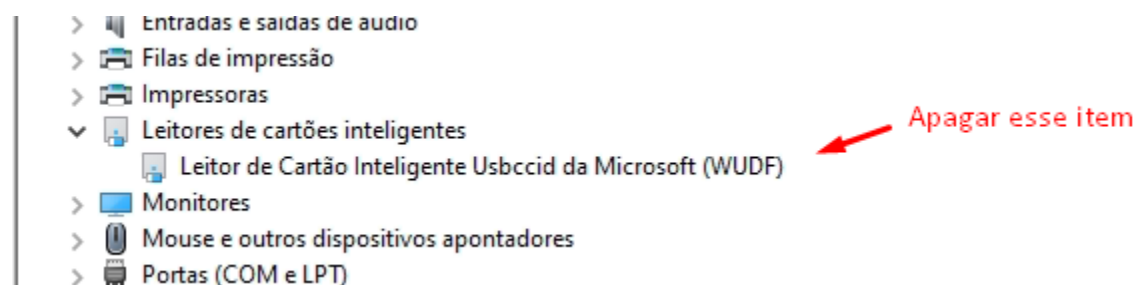 Entradas e saídas de áudio
Filas de impressão
Impressoras
Leitores de cartões inteligentes
Apagar esse item
Leitor de Cartão Inteligente Usbccid da Microsoft (WUDF)
Monitores
Mouse e outros dispositivos apontadores
Portas (COM e LPT)